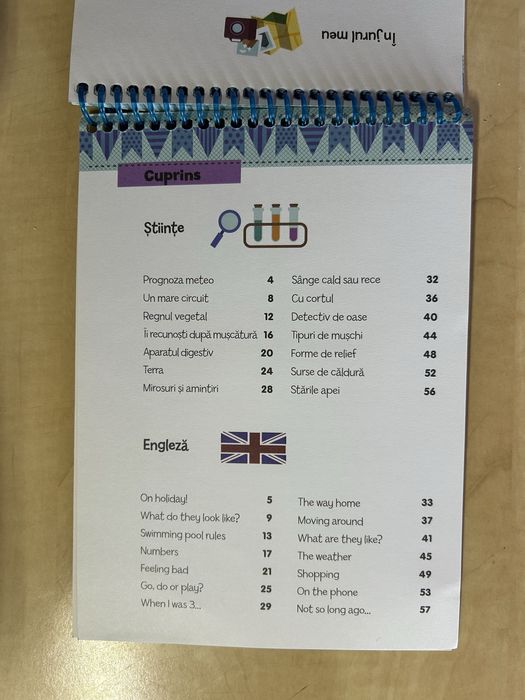 În jurul meu
Cuprins
Științe
Prognoza meteo 4
Un mare circuit 8
Regnul vegetal 12
Îi recunoști după mușcătură 16
Aparatul digestiv 20
Terra 24
Mirosuri și amintiri 28
Sânge cald sau rece 32
Cu cortul 36
Detectiv de oase 40
Tipuri de mușchi 44
Forme de relief 48
Surse de căldură 52
Stările apei 56
Engleză
On holiday! 5
What do they look like? 9
Swimming pool rules 13
Numbers 17
Feeling bad 21
Go, do or play? 25
When I was 3... 29
The way home 33
Moving around 37
What are they like? 41
The weather 45
Shopping 49
On the phone 53
Not so long ago... 57